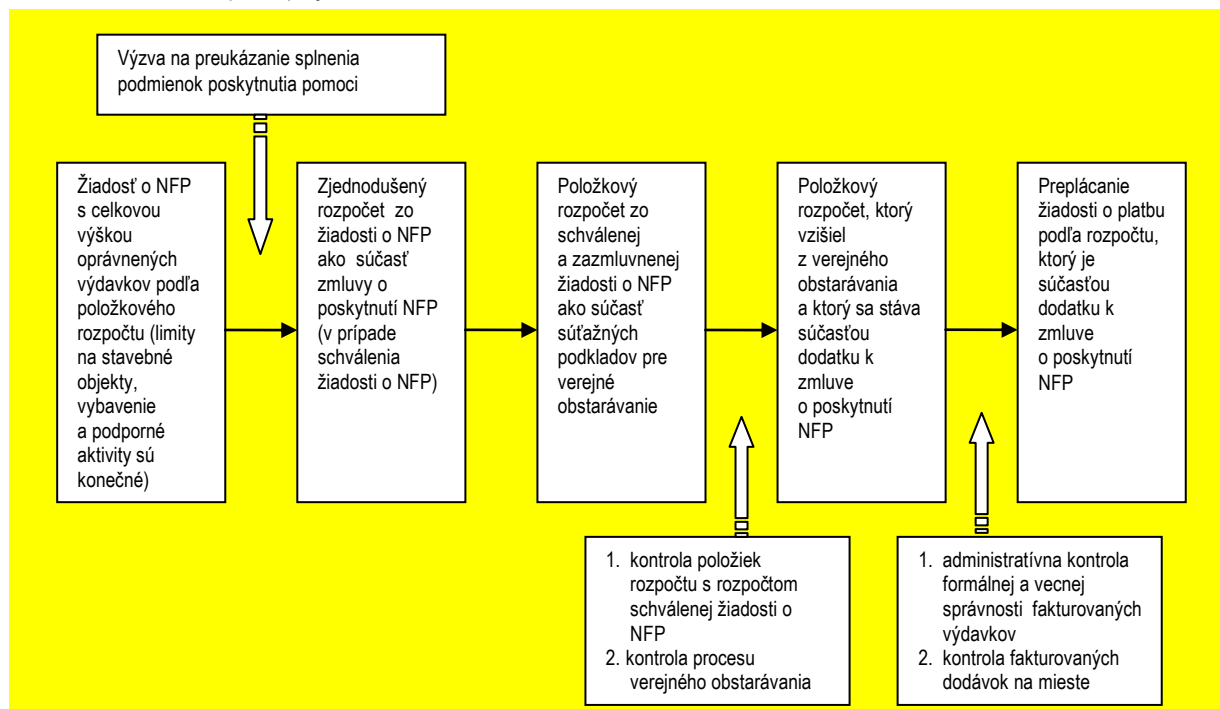 Výzva na preukázanie splnenia
podmienok poskytnutia pomoci
Žiadosť o NFP
s celkovou
výškou
oprávnených
výdavkov podľa
položkového
rozpočtu (limity
na stavebné
objekty,
vybavenie
a podporné
aktivity sú
konečné)
Zjednodušený
rozpočet zo
žiadosti o NFP
ako súčasť
zmluvy o
poskytnutí NFP
(v prípade
schválenia
žiadosti o NFP)
Položkový
rozpočet zo
schválenej
a zazmluvnenej
žiadosti o NFP
ako súčasť
súťažných
podkladov pre
verejné
obstarávanie
Položkový
rozpočet, ktorý
vzišiel
z verejného
obstarávania
a ktorý sa stáva
súčasťou
dodatku k
zmluve
o poskytnutí
NFP
Preplácanie
žiadosti o platbu
podľa rozpočtu,
ktorý je
súčasťou
dodatku k
zmluve
o poskytnutí
NFP
1. kontrola položiek
rozpočtu s rozpočtom
schválenej žiadosti o
NFP
2. kontrola procesu
verejného obstarávania
1. administratívna kontrola
formálnej a vecnej
správnosti fakturovaných
výdavkov
2. kontrola fakturovaných
dodávok na mieste